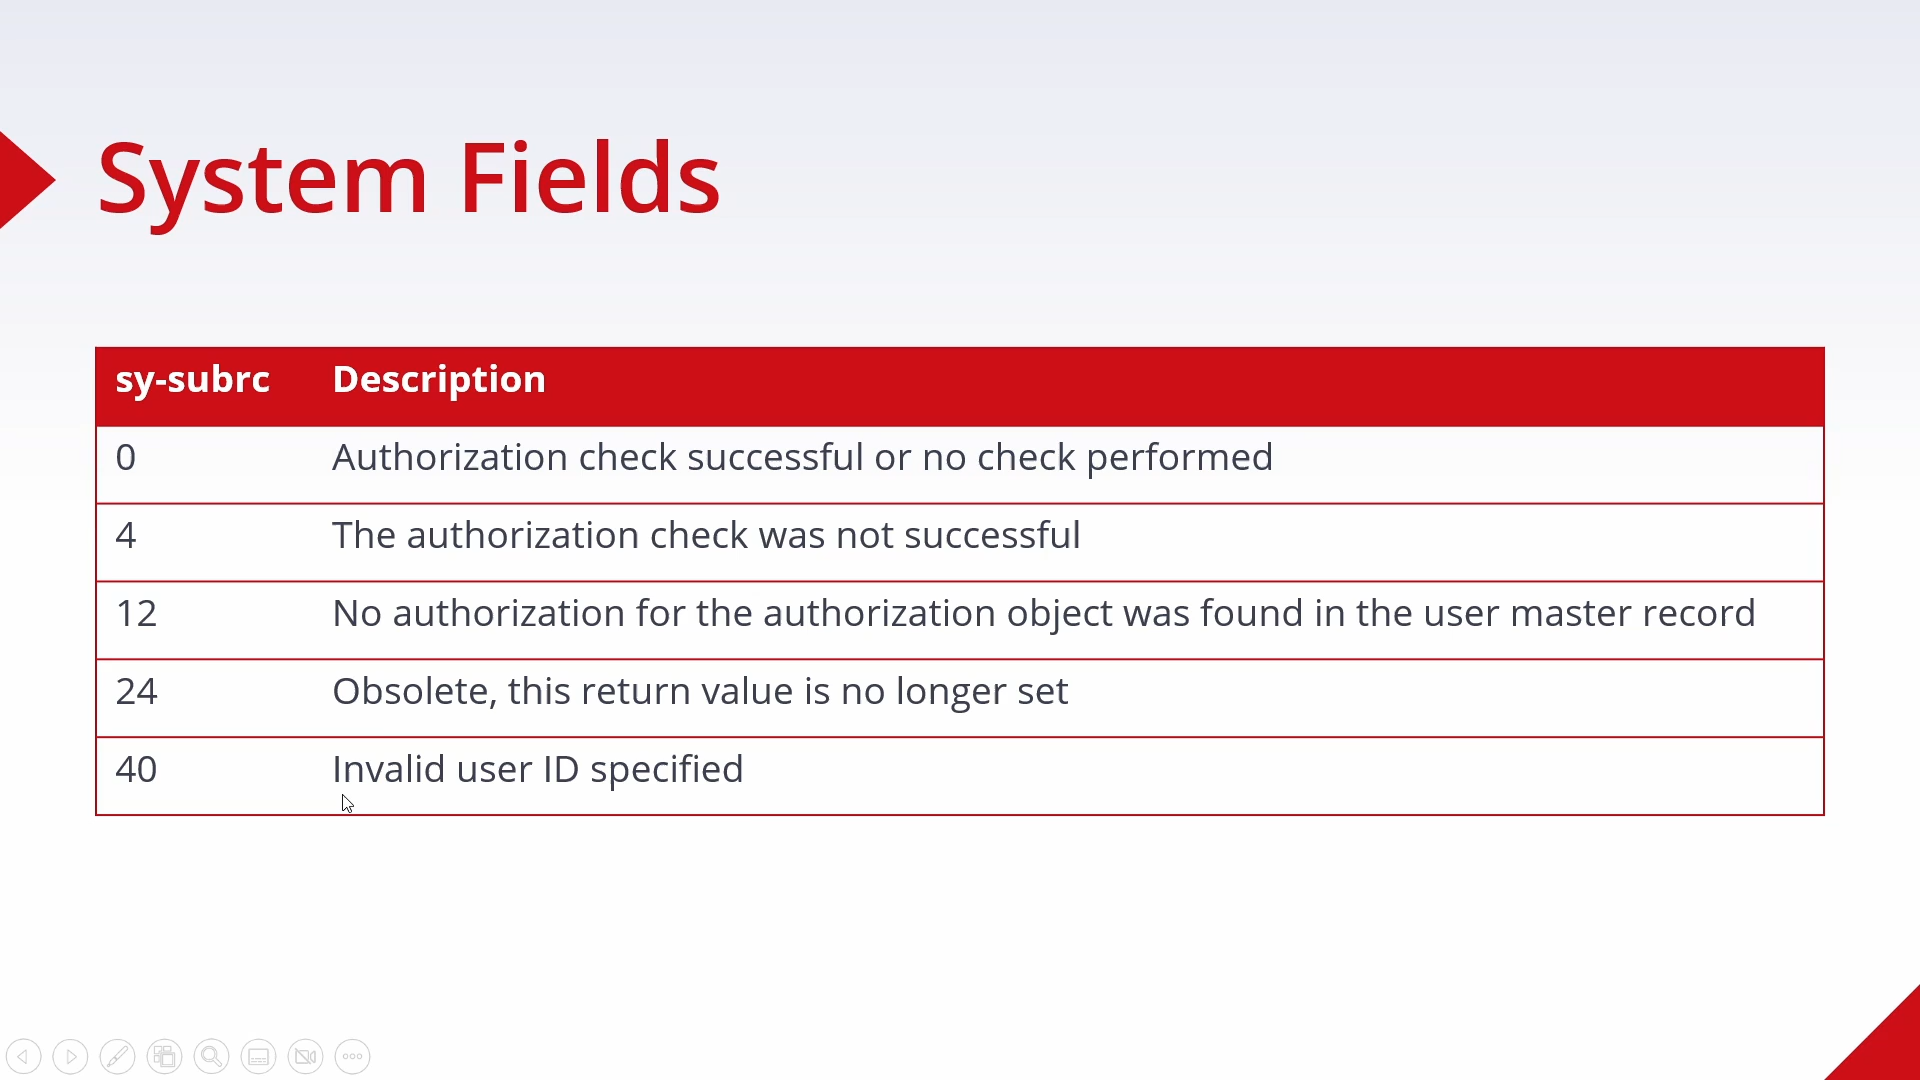 System Fields
sy-subrc Description
0 Authorization check successful or no check performed
4 The authorization check was not successful
12 No authorization for the authorization object was found in the user master record
24 Obsolete, this return value is no longer set
40 Invalid user ID specified